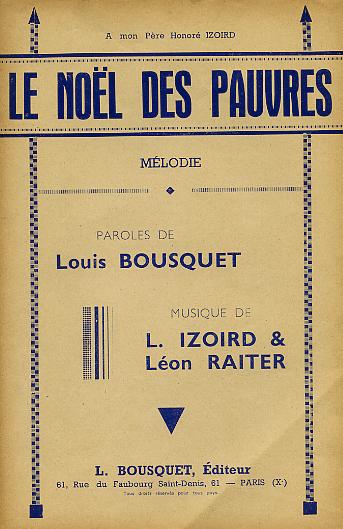 A mon Père Honoré IZOIRD
LE NOËL DES PAUVRES
MÉLODIE
PAROLES DE
Louis BOUSQUET
MUSIQUE DE
L. IZOIRD &
Léon RAITER
L. BOUSQUET, Éditeur
61, Rue du Faubourg Saint-Denis, 61 — PARIS (Xe)
Tous droits réservés pour tous pays